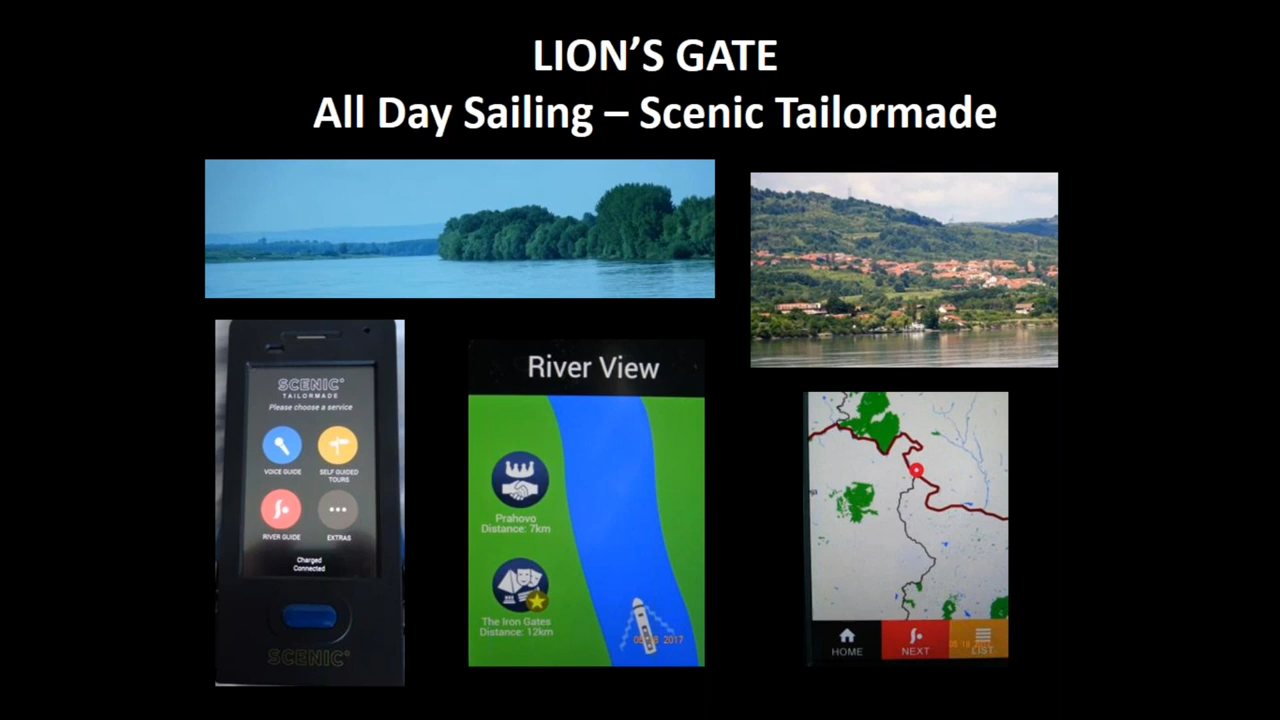 LION’S GATE
All Day Sailing – Scenic Tailormade
SCENIC®
TAILORMADE
Please choose a service
VOICE GUIDE
SELF GUIDED
TOURS
RIVER GUIDE
EXTRAS
Charged
Connected
SCENIC®
River View
Prahovo
Distance: 7km
The Iron Gates
Distance: 12km
2017
HOME
NEXT
LIST